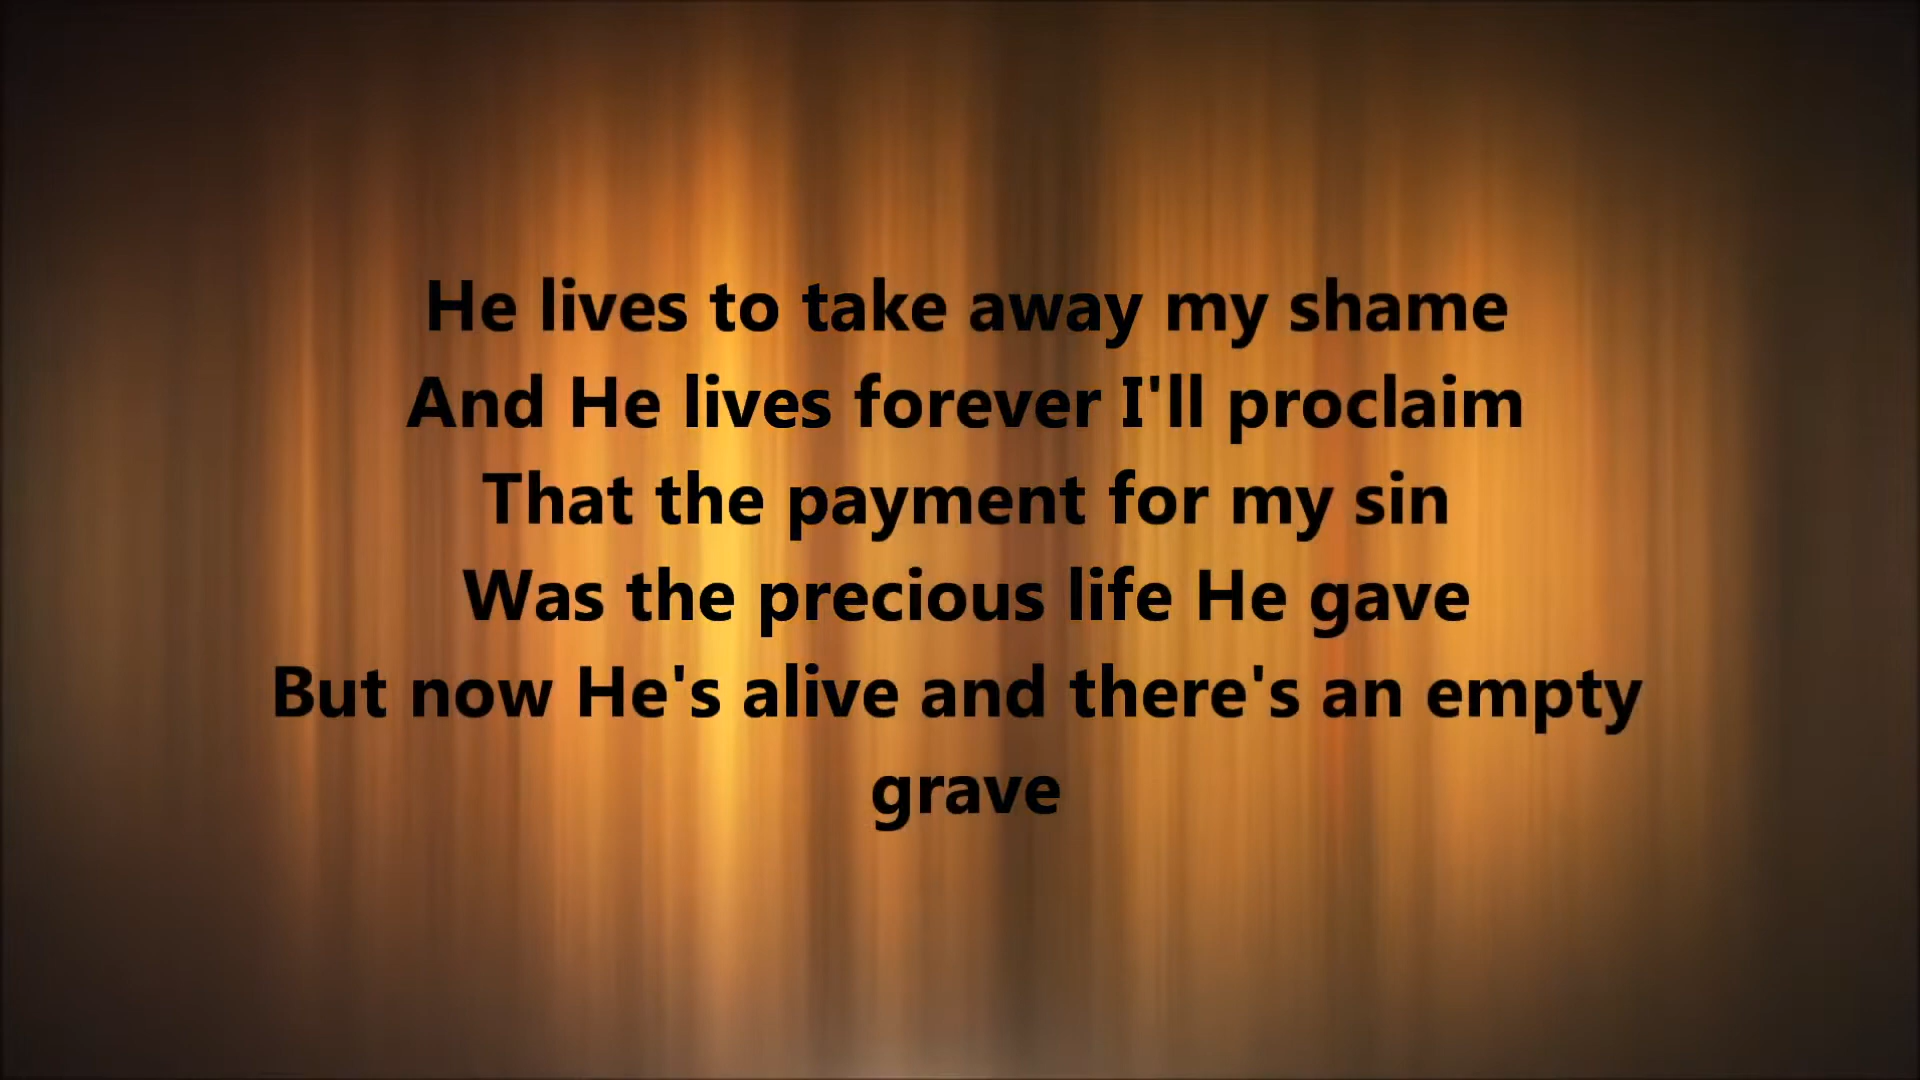 He lives to take away my shame
And He lives forever I'll proclaim
That the payment for my sin
Was the precious life He gave
But now He's alive and there's an empty
grave